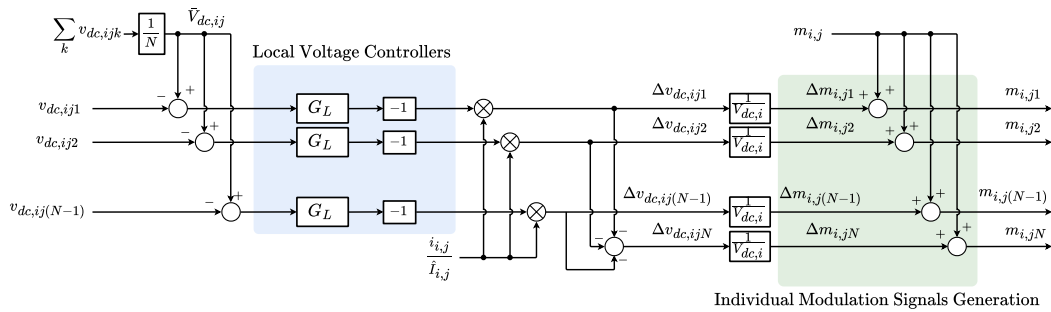 ∑_k v_{dc,ijk}
1/N
V̄_{dc,ij}
m_{i,j}
Local Voltage Controllers
− +
v_{dc,ij1}
G_L
-1
Δv_{dc,ij1}
1/V_{dc,i}
Δm_{i,j1}
+ +
m_{i,j1}
− +
v_{dc,ij2}
G_L
-1
Δv_{dc,ij2}
1/V_{dc,i}
Δm_{i,j2}
+ +
m_{i,j2}
− +
v_{dc,ij(N−1)}
G_L
-1
Δv_{dc,ij(N−1)}
1/V_{dc,i}
Δm_{i,j(N−1)}
+ +
m_{i,j(N−1)}
i_{i,j}/Î_{i,j}
− − −
Δv_{dc,ijN}
1/V_{dc,i}
Δm_{i,jN}
+ +
m_{i,jN}
Individual Modulation Signals Generation